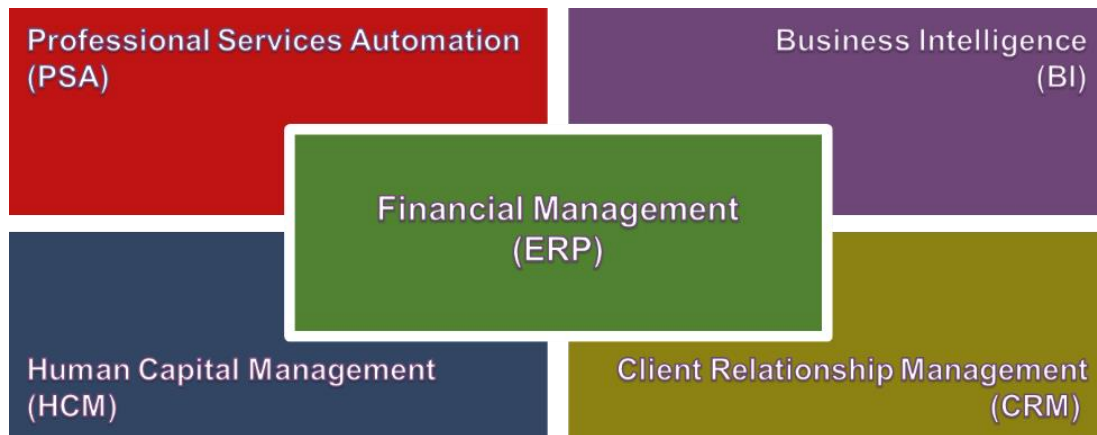 Professional Services Automation
(PSA)
Business Intelligence
(BI)
Financial Management
(ERP)
Human Capital Management
(HCM)
Client Relationship Management
(CRM)